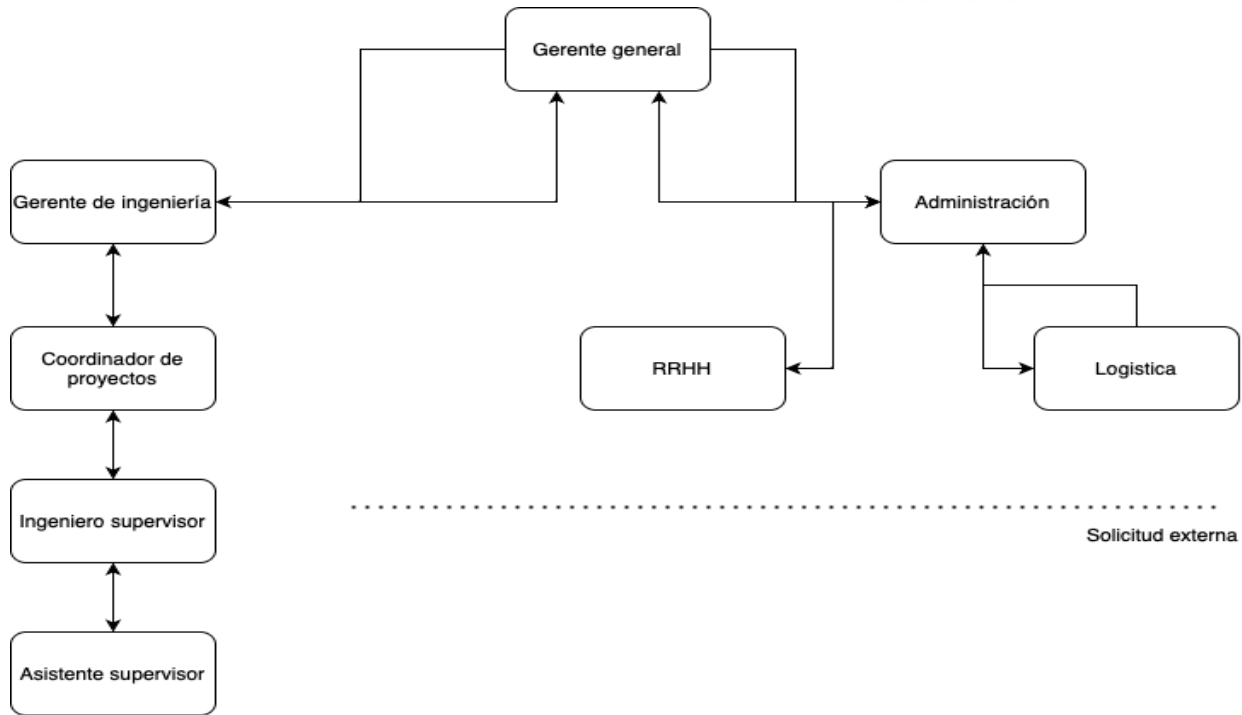 Gerente general
Gerente de ingeniería
Administración
Coordinador de
proyectos
RRHH
Logistica
Ingeniero supervisor
Solicitud externa
Asistente supervisor